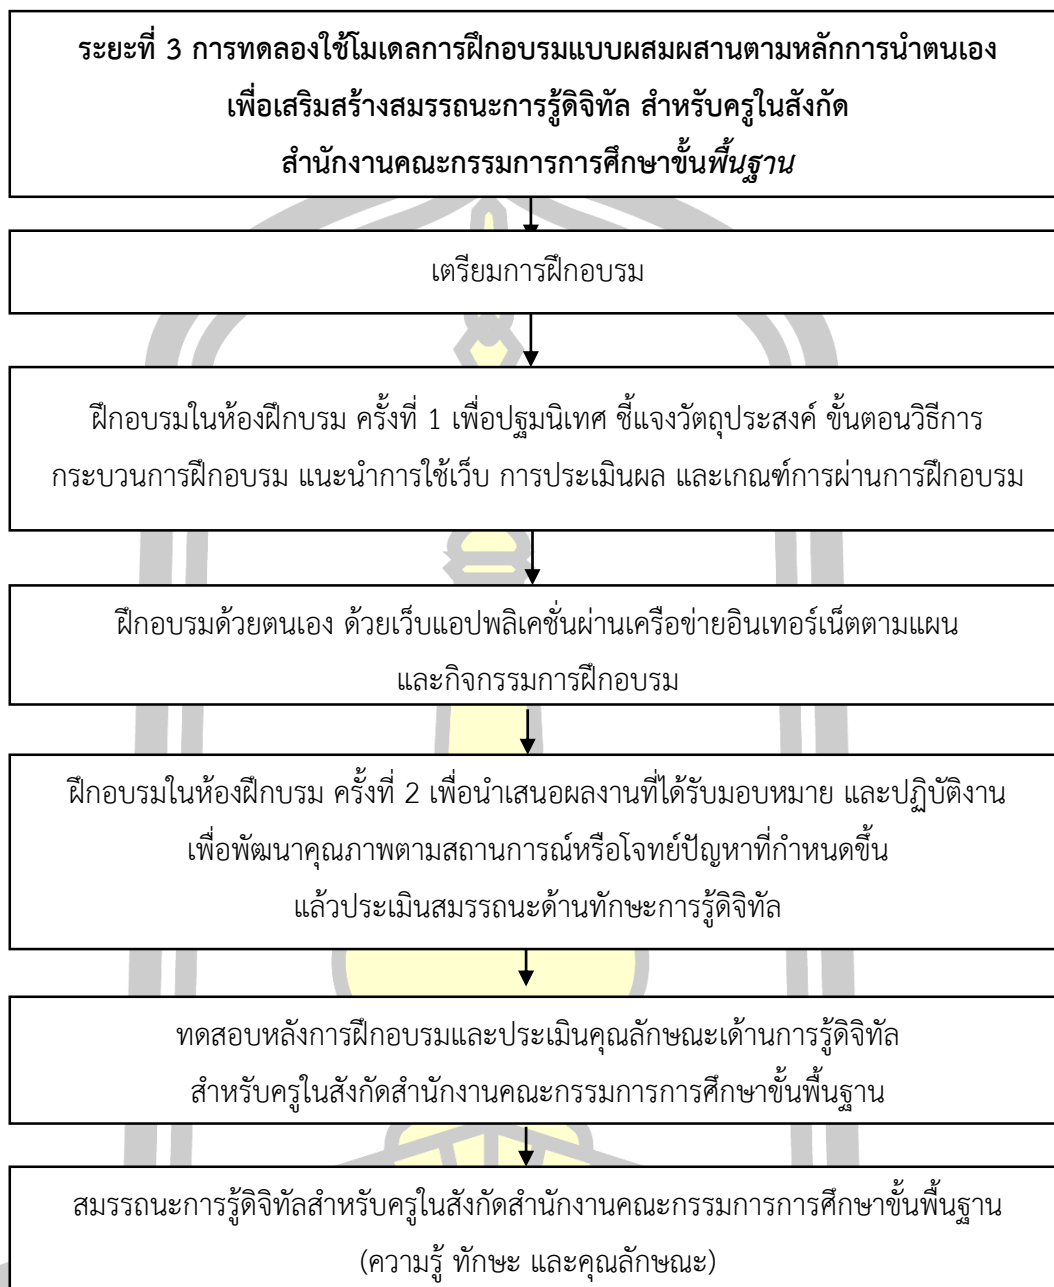 ระยะที่ 3 การทดลองใช้โมเดลการฝึกอบรมแบบผสมผสานตามหลักการนำตนเอง
เพื่อเสริมสร้างสมรรถนะการรู้ดิจิทัล สำหรับครูในสังกัด
สำนักงานคณะกรรมการการศึกษาขั้นพื้นฐาน
เตรียมการฝึกอบรม
ฝึกอบรมในห้องฝึกบรม ครั้งที่ 1 เพื่อปฐมนิเทศ ชี้แจงวัตถุประสงค์ ขั้นตอนวิธีการ
กระบวนการฝึกอบรม แนะนำการใช้เว็บ การประเมินผล และเกณฑ์การผ่านการฝึกอบรม
ฝึกอบรมด้วยตนเอง ด้วยเว็บแอปพลิเคชั่นผ่านเครือข่ายอินเทอร์เน็ตตามแผน
และกิจกรรมการฝึกอบรม
ฝึกอบรมในห้องฝึกบรม ครั้งที่ 2 เพื่อนำเสนอผลงานที่ได้รับมอบหมาย และปฏิบัติงาน
เพื่อพัฒนาคุณภาพตามสถานการณ์หรือโจทย์ปัญหาที่กำหนดขึ้น
แล้วประเมินสมรรถนะด้านทักษะการรู้ดิจิทัล
ทดสอบหลังการฝึกอบรมและประเมินคุณลักษณะเด้านการรู้ดิจิทัล
สำหรับครูในสังกัดสำนักงานคณะกรรมการการศึกษาขั้นพื้นฐาน
สมรรถนะการรู้ดิจิทัลสำหรับครูในสังกัดสำนักงานคณะกรรมการการศึกษาขั้นพื้นฐาน
(ความรู้ ทักษะ และคุณลักษณะ)